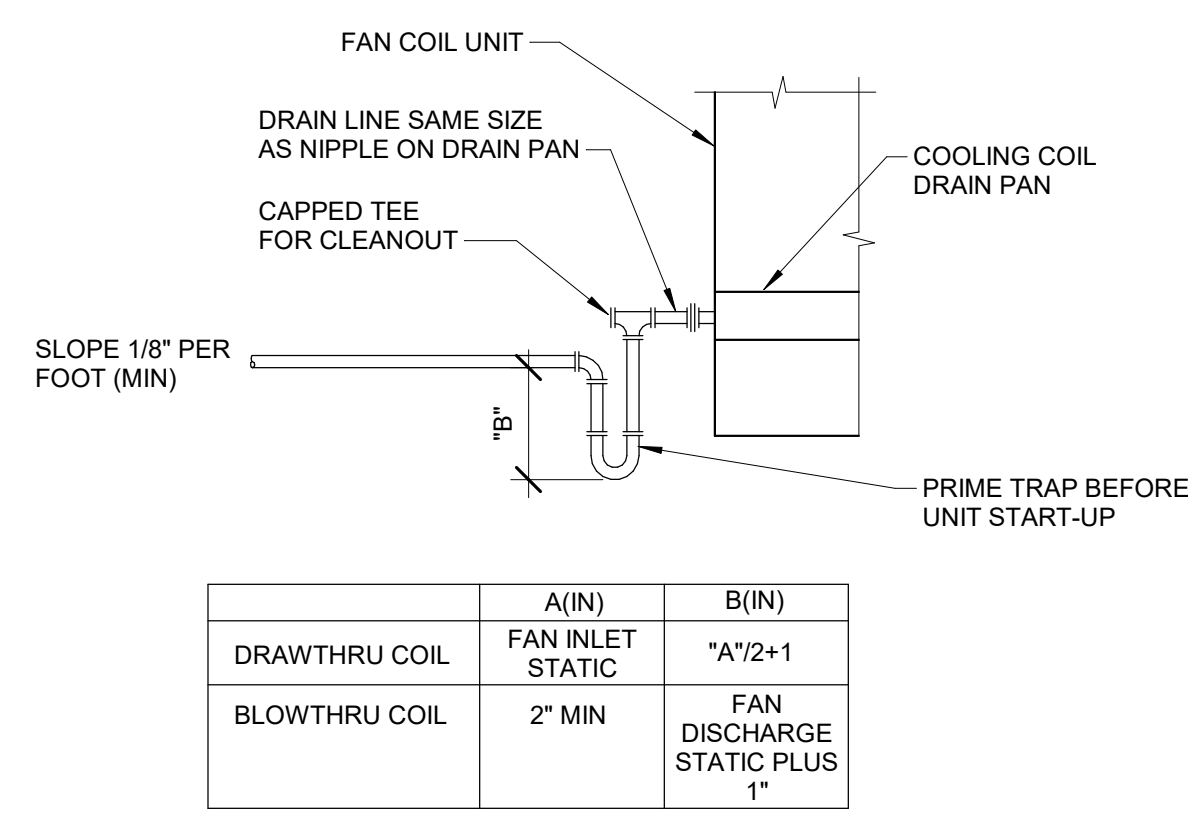 FAN COIL UNIT
DRAIN LINE SAME SIZE
AS NIPPLE ON DRAIN PAN
COOLING COIL
DRAIN PAN
CAPPED TEE
FOR CLEANOUT
SLOPE 1/8" PER
FOOT (MIN)
"B"
PRIME TRAP BEFORE
UNIT START-UP
A(IN)
B(IN)
DRAWTHRU COIL
FAN INLET
STATIC
"A"/2+1
BLOWTHRU COIL
2" MIN
FAN
DISCHARGE
STATIC PLUS
1"